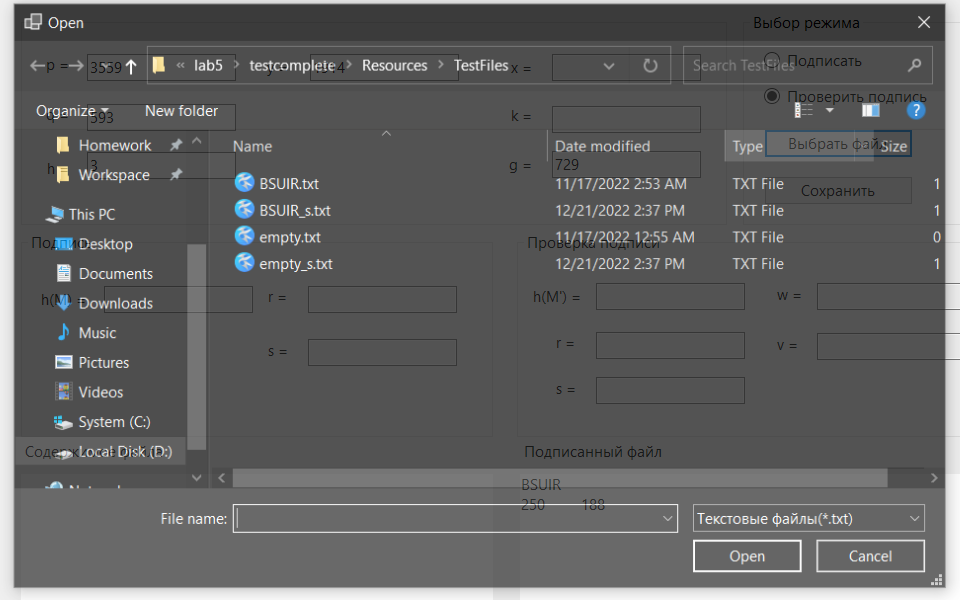 Open
Выбор режима
p = 3539
lab5 testcomplete Resources TestFiles
x =
Search TestFiles
Подписать
Organize
New folder
593
k =
Проверить подпись
Выбрать файл
Homework
Name
Date modified
Type
Size
h
3
g = 729
Workspace
BSUIR.txt 11/17/2022 2:53 AM TXT File 1
Сохранить
This PC
BSUIR_s.txt 12/21/2022 2:37 PM TXT File 1
Desktop
empty.txt 11/17/2022 12:55 AM TXT File 0
Проверка подписи
Documents
empty_s.txt 12/21/2022 2:37 PM TXT File 1
Downloads
h(M') =
r =
h(M') =
w =
Music
Pictures
s =
r =
v =
Videos
s =
System (C:)
Local Disk (D:)
Подписанный файл
BSUIR
250 188
File name:
Текстовые файлы(*.txt)
Open
Cancel